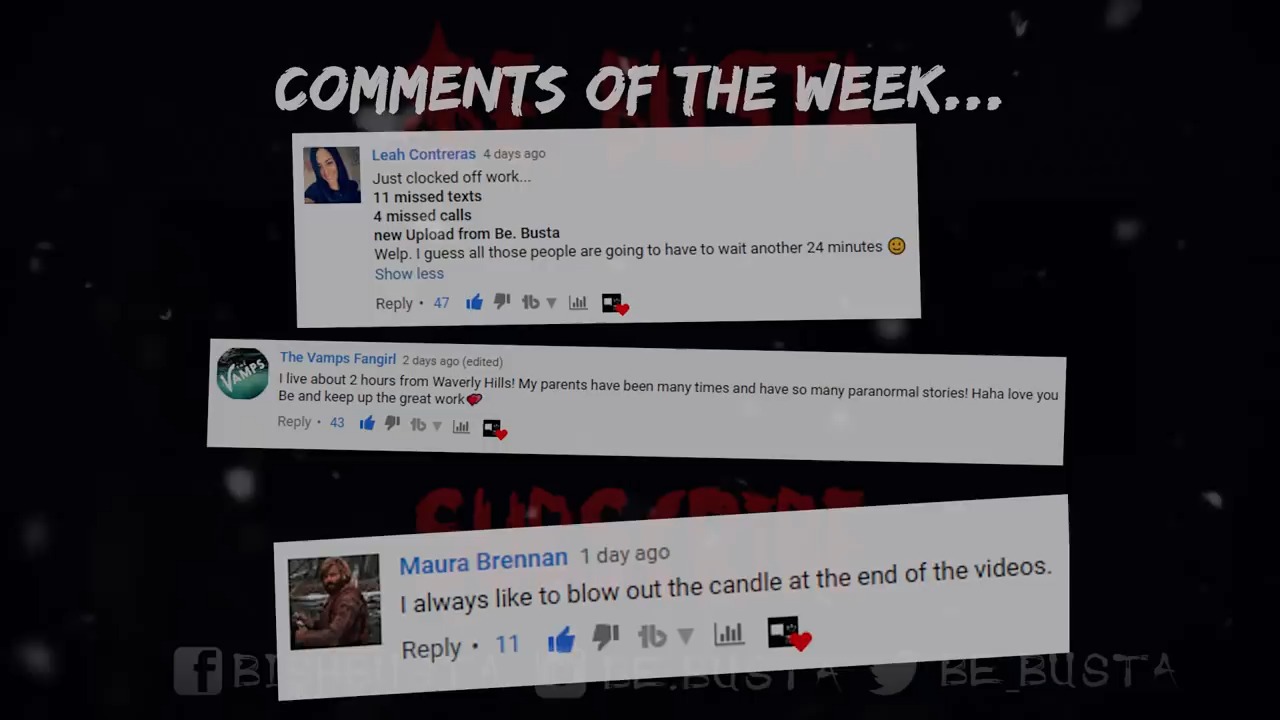 BE BUSTA
COMMENTS OF THE WEEK...
Leah Contreras 4 days ago
Just clocked off work...
11 missed texts
4 missed calls
new Upload from Be. Busta
Welp. I guess all those people are going to have to wait another 24 minutes 🙂
Show less
Reply • 47
VAMPS
The Vamps Fangirl 2 days ago (edited)
I live about 2 hours from Waverly Hills! My parents have been many times and have so many paranormal stories! Haha love you
Be and keep up the great work💕
Reply • 43
SUBSCRIBE
Maura Brennan 1 day ago
I always like to blow out the candle at the end of the videos.
Reply • 11
BE.BUSTA
BE_BUSTA